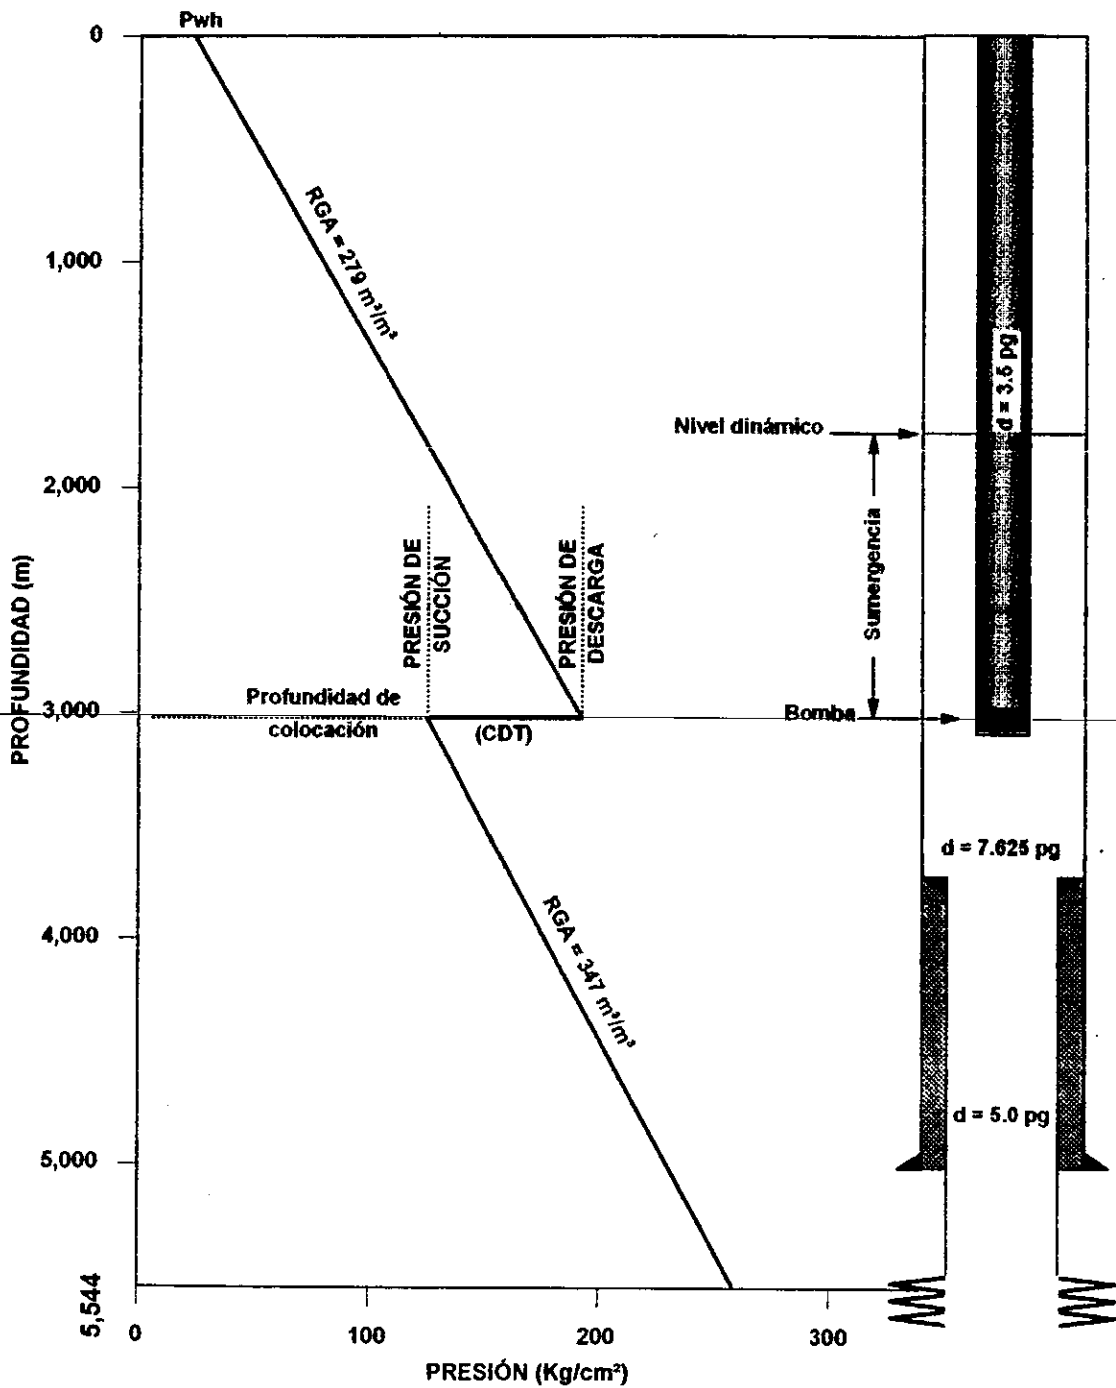 Pwh
0
1,000
2,000
3,000
4,000
5,000
5,544
PROFUNDIDAD (m)
RGA = 279 m³/m³
PRESIÓN DE
SUCCIÓN
PRESIÓN DE
DESCARGA
Profundidad de
colocación
(CDT)
RGA = 347 m³/m³
0
100
200
300
PRESIÓN (Kg/cm²)
d = 3.5 pg
Nivel dinámico
Sumergencia
Bomba
d = 7.625 pg
d = 5.0 pg